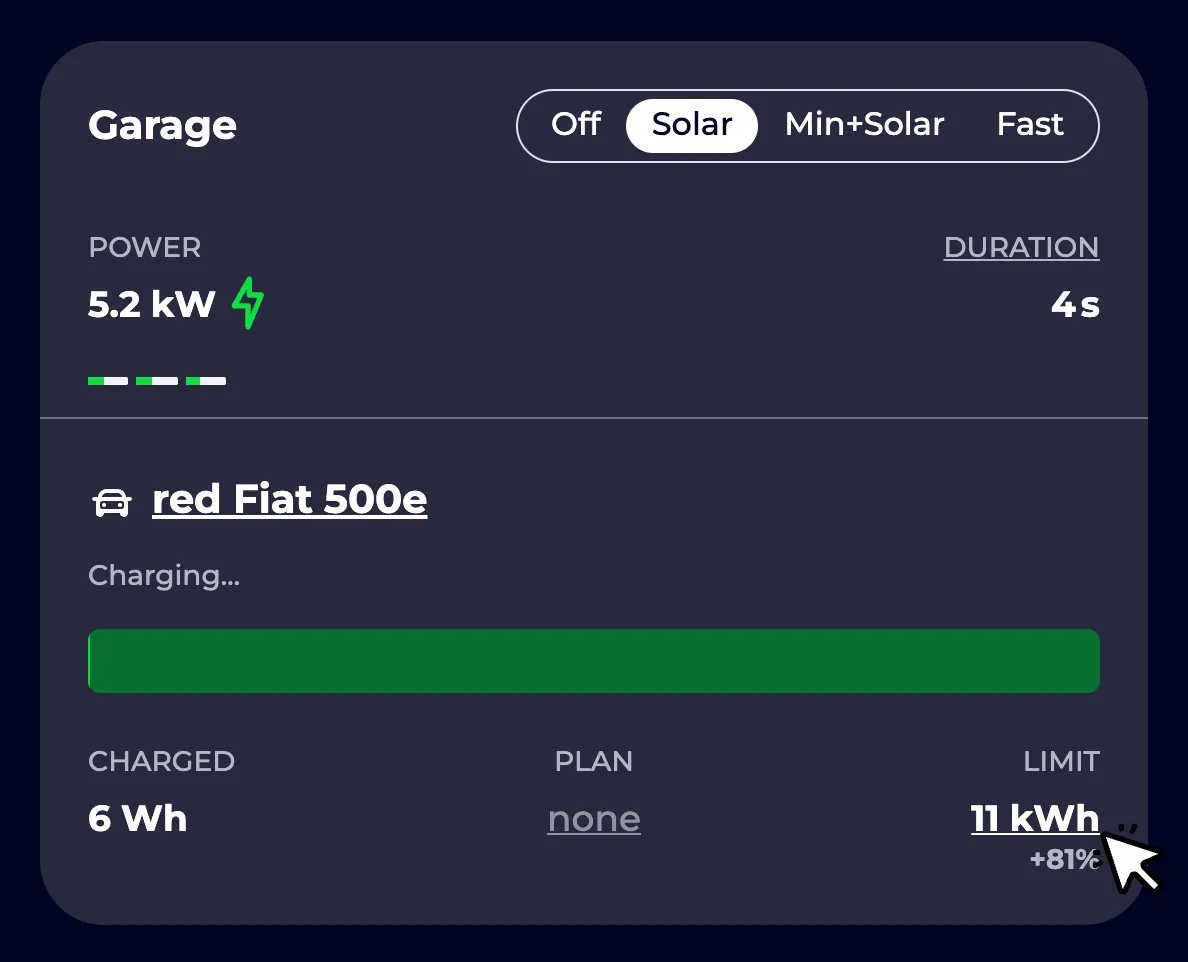 Garage
Off Solar Min+Solar Fast
POWER DURATION
5.2 kW 4 s
red Fiat 500e
Charging...
CHARGED PLAN LIMIT
6 Wh none 11 kWh
+81%